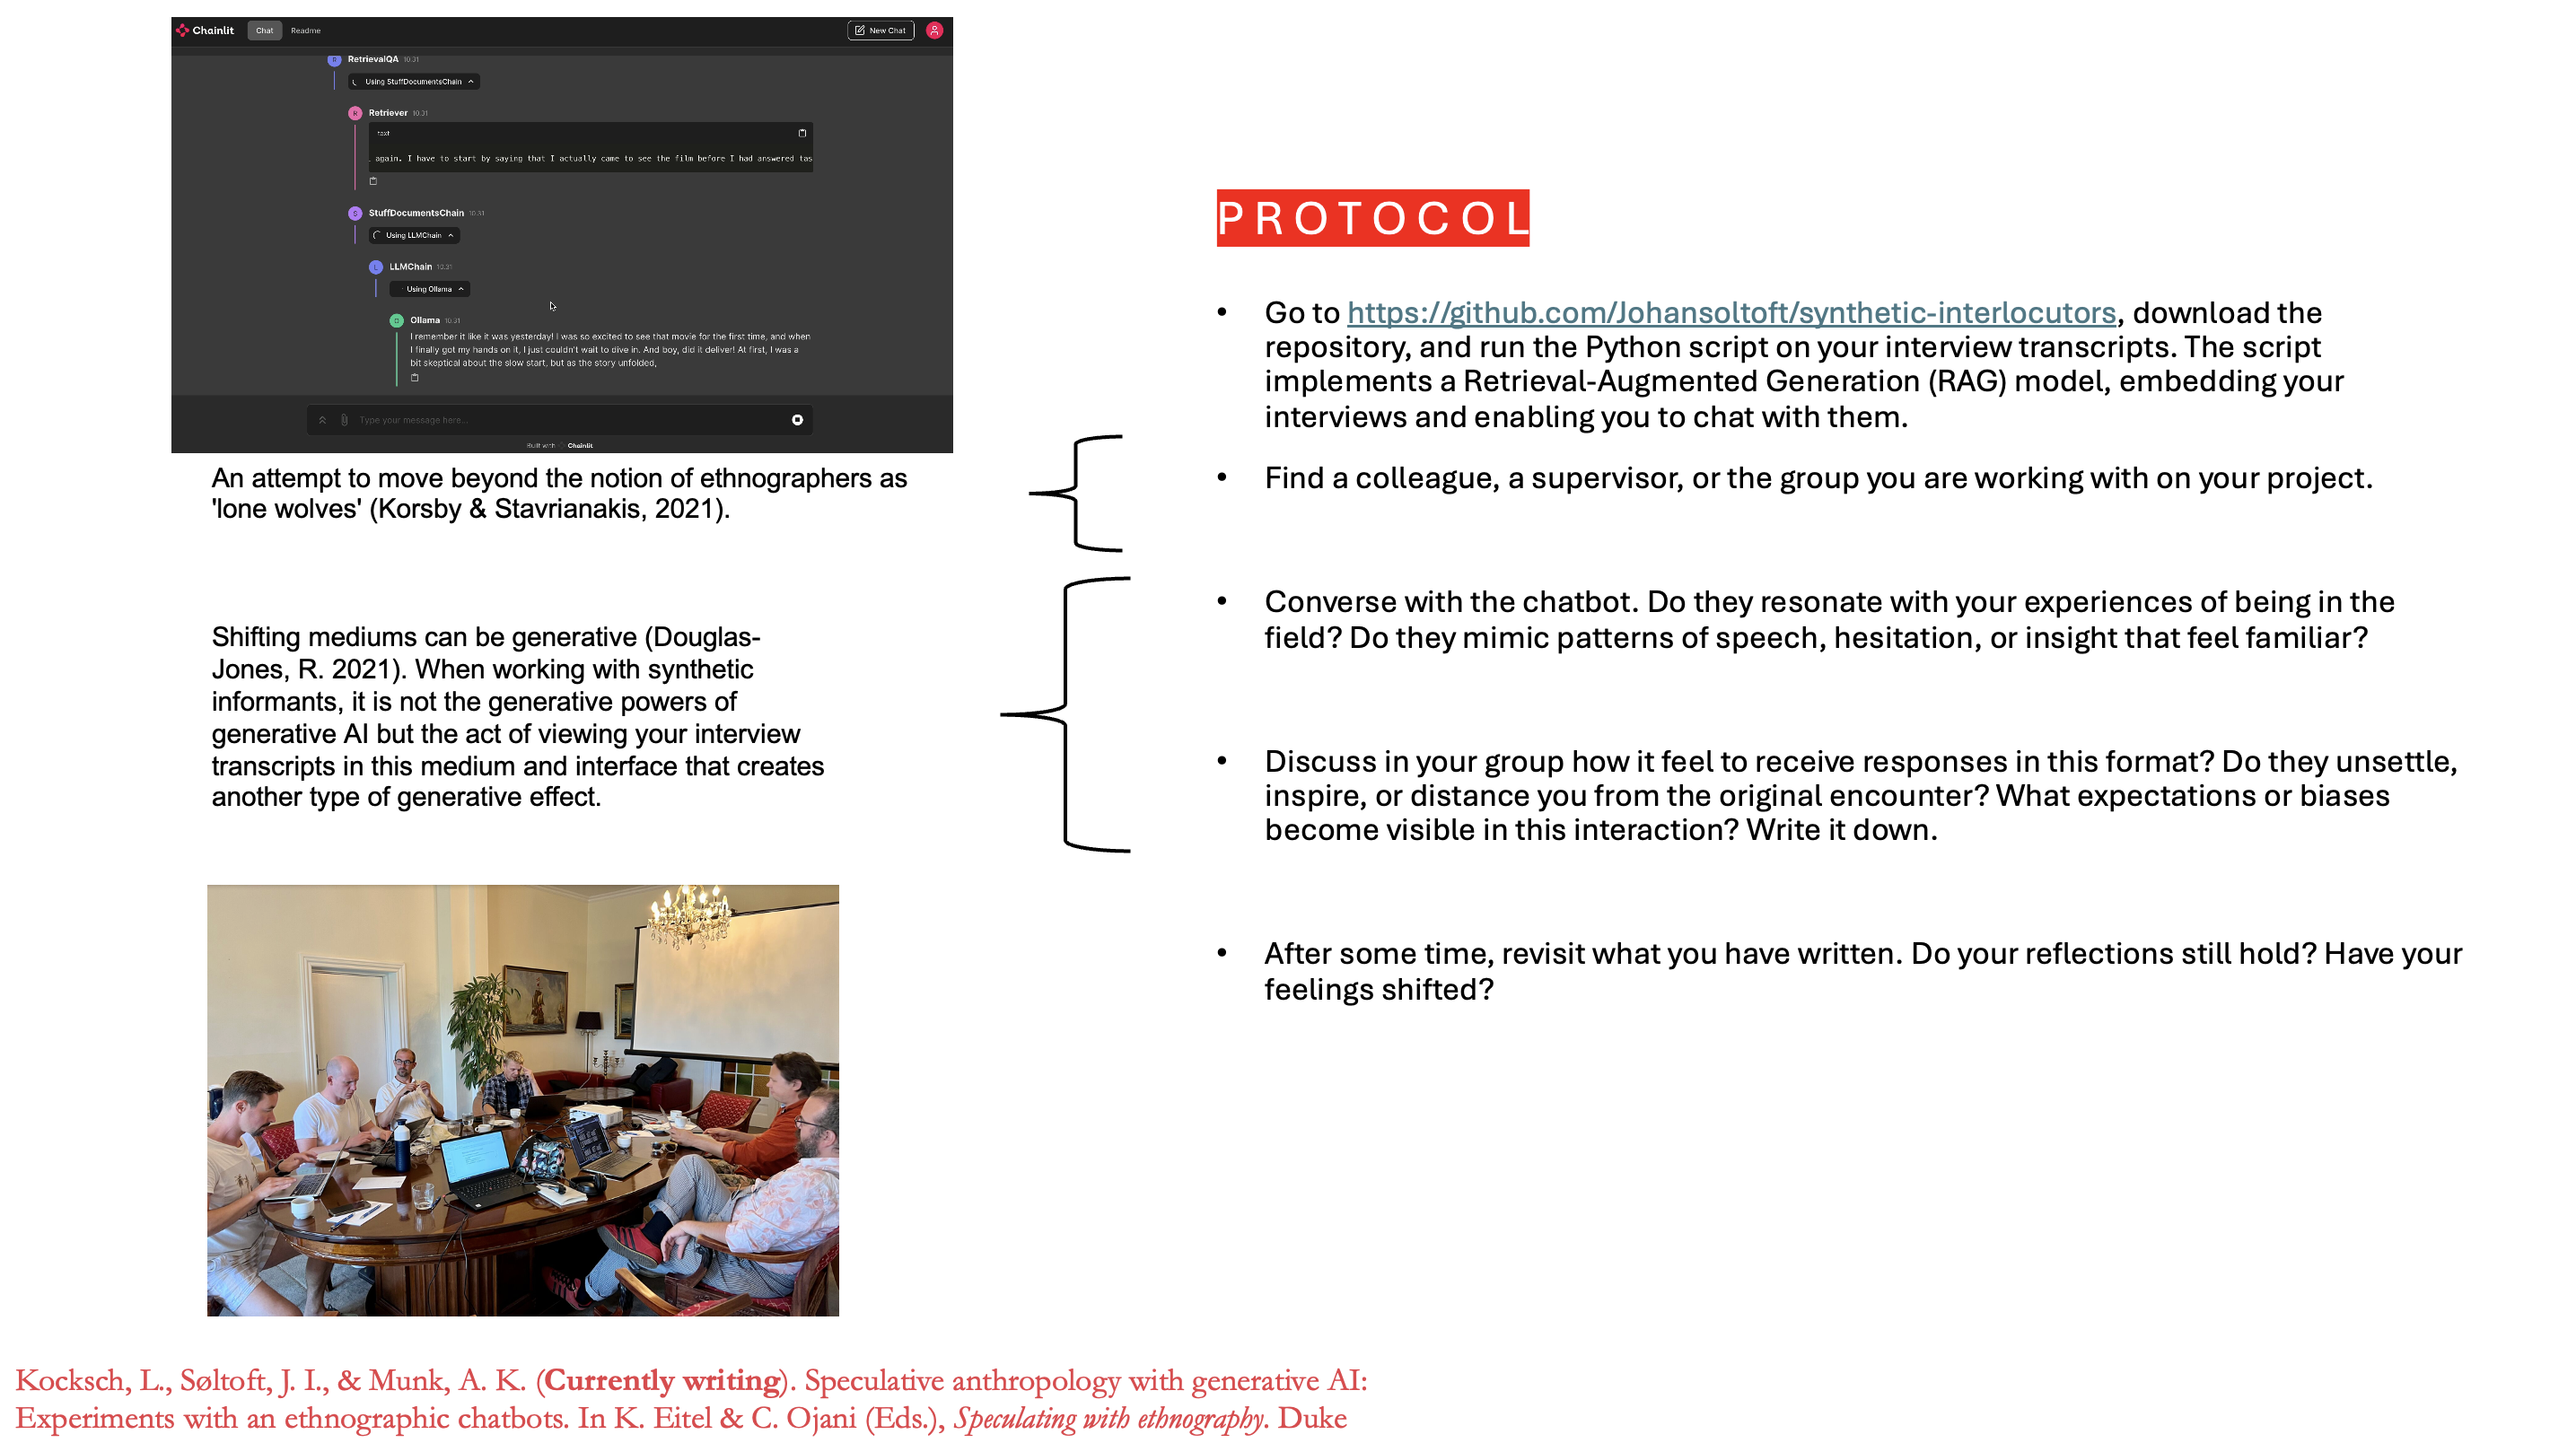 Chainlit
Chat
Readme
New Chat
RetrievalQA 10:31
Using StuffDocumentsChain
Retriever 10:31
text
again. I have to start by saying that I actually came to see the film before I had answered tas
StuffDocumentsChain 10:31
Using LLMChain
LLMChain 10:31
Using Ollama
Ollama 10:31
I remember it like it was yesterday! I was so excited to see that movie for the first time, and when
I finally got my hands on it, I just couldn't wait to dive in. And boy, did it deliver! At first, I was a
bit skeptical about the slow start, but as the story unfolded,
Type your message here...
Built with Chainlit
An attempt to move beyond the notion of ethnographers as
'lone wolves' (Korsby & Stavrianakis, 2021).
Shifting mediums can be generative (Douglas-
Jones, R. 2021). When working with synthetic
informants, it is not the generative powers of
generative AI but the act of viewing your interview
transcripts in this medium and interface that creates
another type of generative effect.
PROTOCOL
• Go to https://github.com/Johansoltoft/synthetic-interlocutors, download the
repository, and run the Python script on your interview transcripts. The script
implements a Retrieval-Augmented Generation (RAG) model, embedding your
interviews and enabling you to chat with them.
• Find a colleague, a supervisor, or the group you are working with on your project.
• Converse with the chatbot. Do they resonate with your experiences of being in the
field? Do they mimic patterns of speech, hesitation, or insight that feel familiar?
• Discuss in your group how it feel to receive responses in this format? Do they unsettle,
inspire, or distance you from the original encounter? What expectations or biases
become visible in this interaction? Write it down.
• After some time, revisit what you have written. Do your reflections still hold? Have your
feelings shifted?
Kocksch, L., Søltoft, J. I., & Munk, A. K. (Currently writing). Speculative anthropology with generative AI:
Experiments with an ethnographic chatbots. In K. Eitel & C. Ojani (Eds.), Speculating with ethnography. Duke